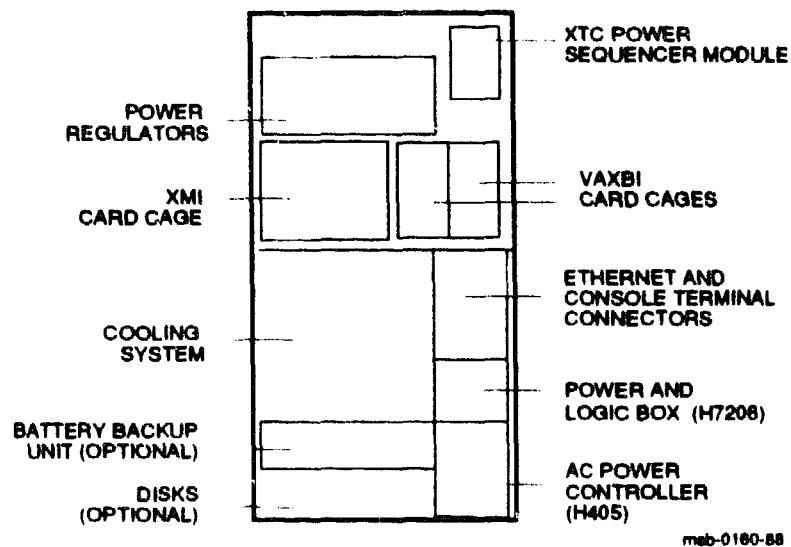 XTC POWER
SEQUENCER MODULE
POWER
REGULATORS
XMI
CARD CAGE
VAXBI
CARD CAGES
ETHERNET AND
CONSOLE TERMINAL
CONNECTORS
COOLING
SYSTEM
POWER AND
LOGIC BOX (H7206)
BATTERY BACKUP
UNIT (OPTIONAL)
AC POWER
CONTROLLER
(H405)
DISKS
(OPTIONAL)
msb-0160-88